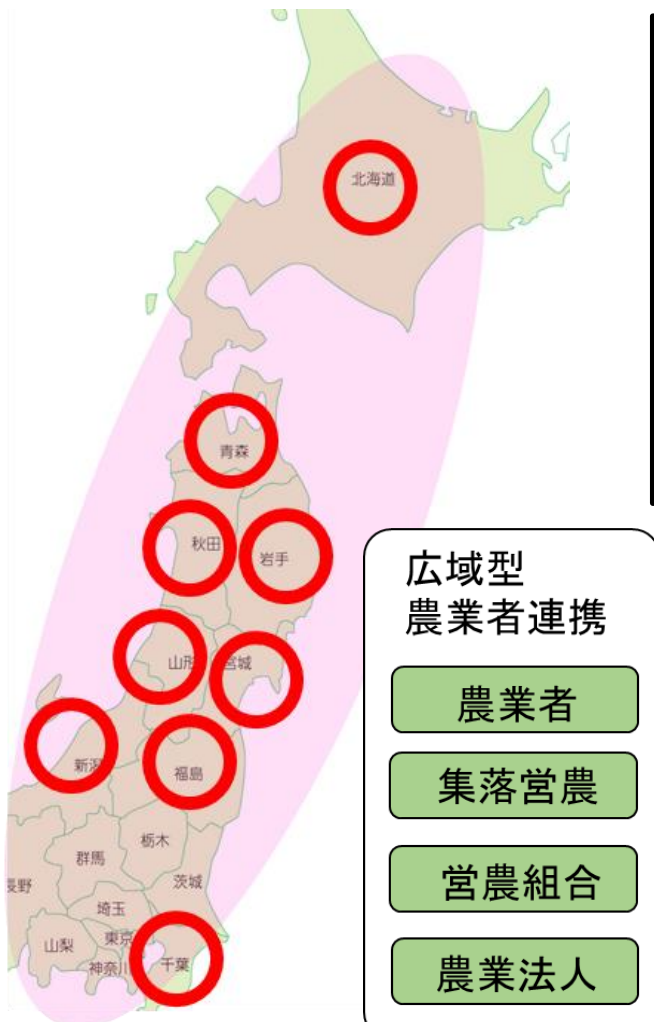 北海道
青森
秋田
岩手
山形
宮城
新潟
福島
栃木
群馬
長野
茨城
埼玉
東京
山梨
神奈川
千葉
広域型
農業者連携
農業者
集落営農
営農組合
農業法人